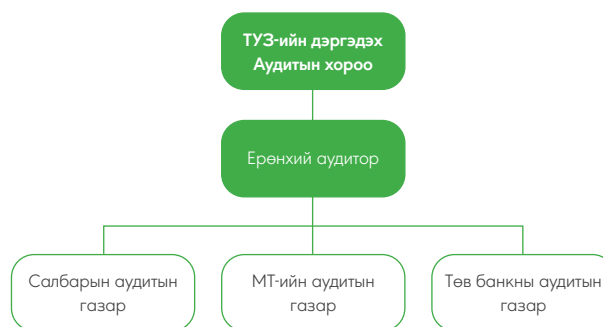 ТУЗ-ийн дэргэдэх
Аудитын хороо
Ерөнхий аудитор
Салбарын аудитын
газар
МТ-ийн аудитын
газар
Төв банкны аудитын
газар